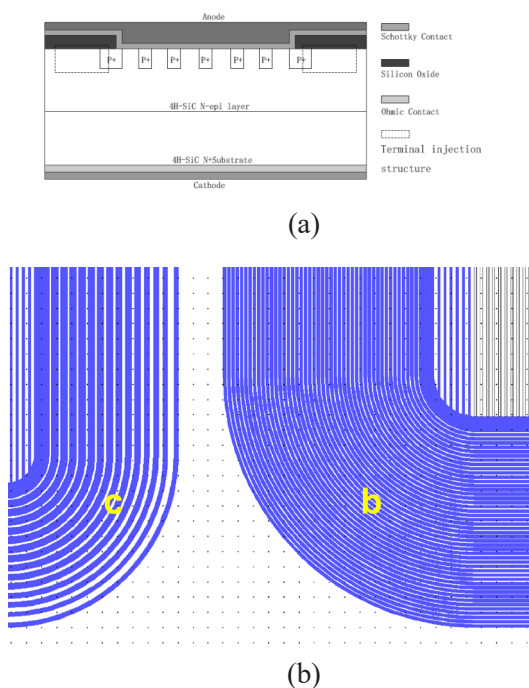 Anode
P+ P+ P+ P+ P+ P+ P+
4H-SiC N-epi layer
4H-SiC N+Substrate
Cathode
Schottky Contact
Silicon Oxide
Ohmic Contact
Terminal injection
structure
(a)
c
b
(b)